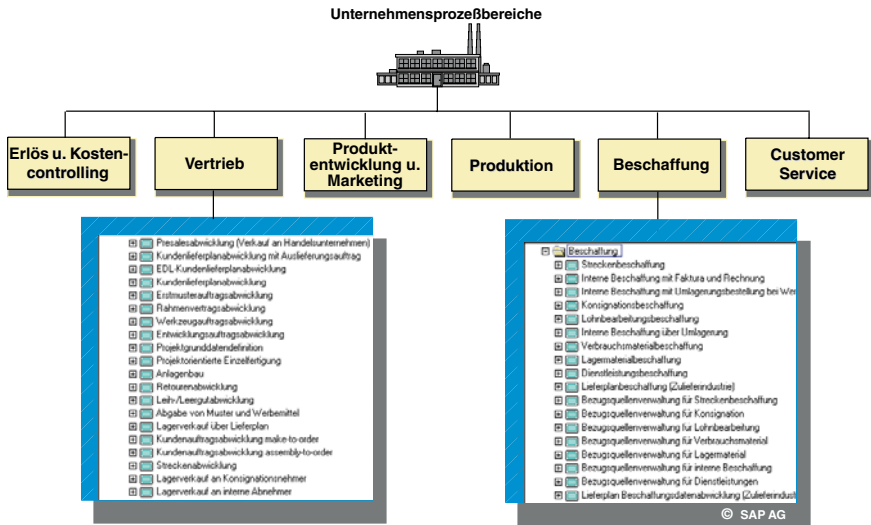 Unternehmensprozeßbereiche
Erlös u. Kosten-
controlling
Vertrieb
Produkt-
entwicklung u.
Marketing
Produktion
Beschaffung
Customer
Service
Presalesabwicklung (Verkauf an Handelsunternehmen)
Kundenlieferplanabwicklung mit Auslieferungsauftrag
EDL-Kundenlieferplanabwicklung
Kundenlieferplanabwicklung
Erstmusterauftragsabwicklung
Rahmenvertragsabwicklung
Werkzeugauftragsabwicklung
Entwicklungsauftragsabwicklung
Projektgrunddatendefinition
Projektorientierte Einzelfertigung
Anlagenbau
Retourenabwicklung
Leih-/Leergutabwicklung
Abgabe von Muster und Werbemittel
Lagerverkauf über Lieferplan
Kundenauftragsabwicklung make-to-order
Kundenauftragsabwicklung assembly-to-order
Streckenabwicklung
Lagerverkauf an Konsignationsnehmer
Lagerverkauf an interne Abnehmer
Beschaffung
Streckenbeschaffung
Interne Beschaffung mit Faktura und Rechnung
Interne Beschaffung mit Umlagerungsbestellung bei Wer
Konsignationsbeschaffung
Lohnbearbeitungsbeschaffung
Interne Beschaffung über Umlagerung
Verbrauchsmaterialbeschaffung
Lagermaterialbeschaffung
Dienstleistungsbeschaffung
Lieferplanbeschaffung (Zulieferindustrie)
Bezugsquellenverwaltung für Streckenbeschaffung
Bezugsquellenverwaltung für Konsignation
Bezugsquellenverwaltung für Lohnbearbeitung
Bezugsquellenverwaltung für Verbrauchsmaterial
Bezugsquellenverwaltung für Lagermaterial
Bezugsquellenverwaltung für interne Beschaffung
Bezugsquellenverwaltung für Dienstleistungen
Lieferplan Beschaffungsdatenabwicklung (Zulieferindust
© SAP AG